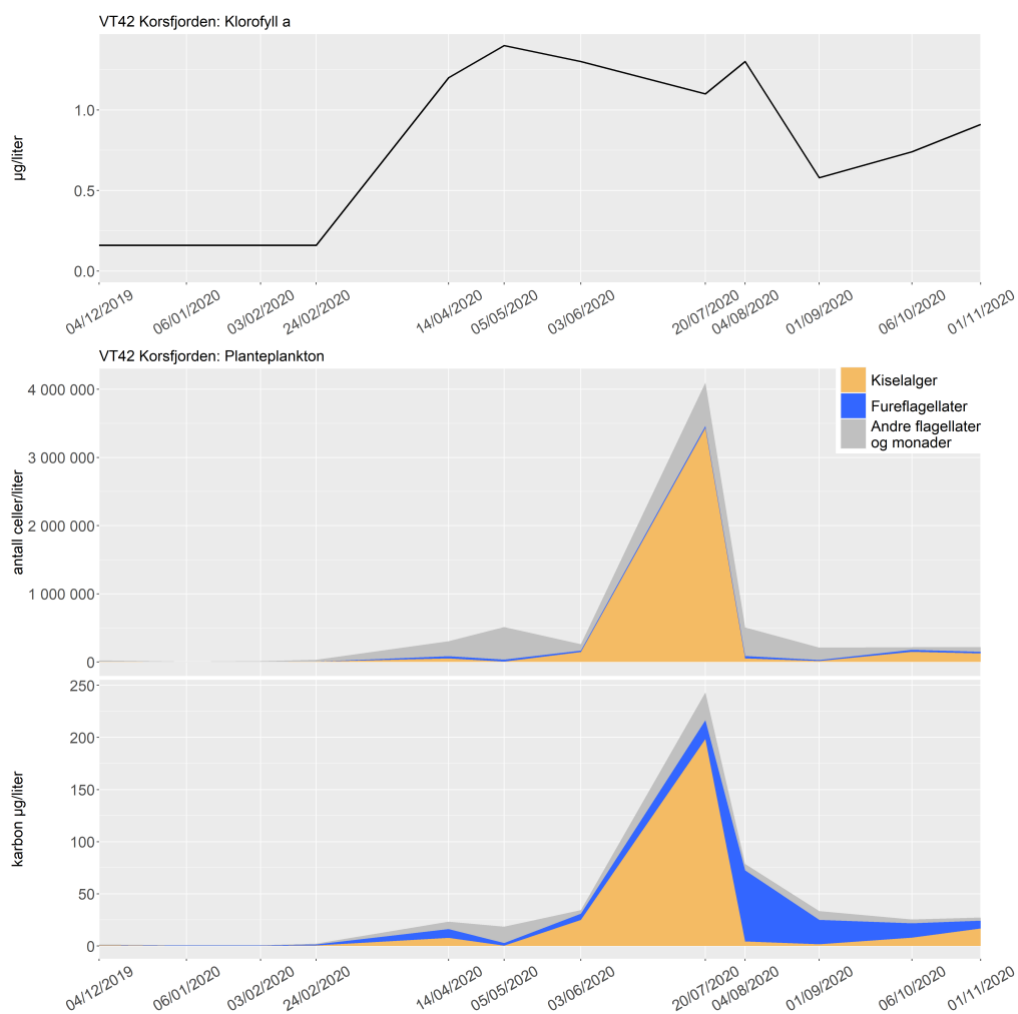 VT42 Korsfjorden: Klorofyll a
µg/liter
1.0
0.5
0.0
04/12/2019
06/01/2020
03/02/2020
24/02/2020
14/04/2020
05/05/2020
03/06/2020
20/07/2020
04/08/2020
01/09/2020
06/10/2020
01/11/2020
VT42 Korsfjorden: Planteplankton
antall celler/liter
4 000 000
3 000 000
2 000 000
1 000 000
0
Kiselalger
Fureflagellater
Andre flagellater
og monader
karbon µg/liter
250
200
150
100
50
0
04/12/2019
06/01/2020
03/02/2020
24/02/2020
14/04/2020
05/05/2020
03/06/2020
20/07/2020
04/08/2020
01/09/2020
06/10/2020
01/11/2020